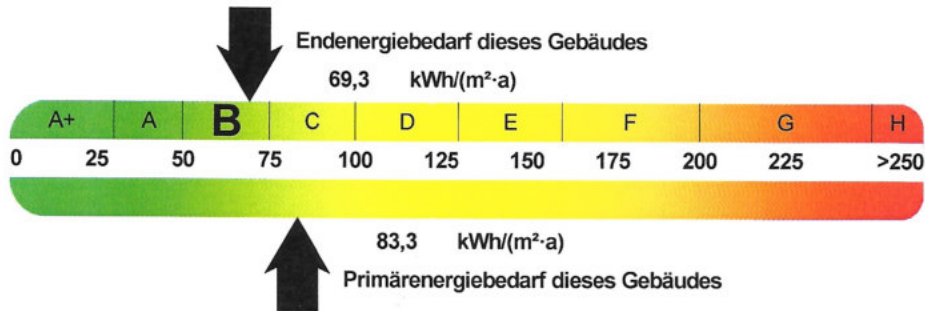 Endenergiebedarf dieses Gebäudes
69,3 kWh/(m²·a)
A+ A B C D E F G H
0 25 50 75 100 125 150 175 200 225 >250
83,3 kWh/(m²·a)
Primärenergiebedarf dieses Gebäudes